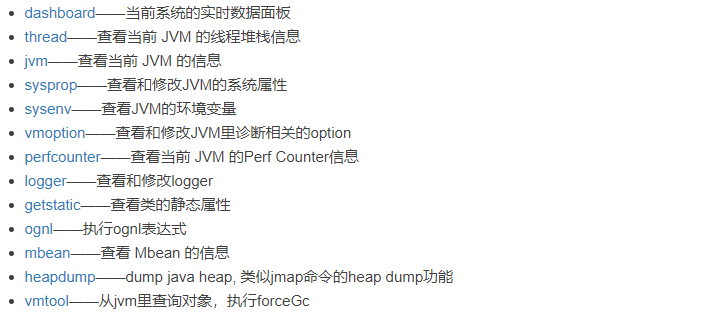 dashboard——当前系统的实时数据面板
thread——查看当前 JVM 的线程堆栈信息
jvm——查看当前 JVM 的信息
sysprop——查看和修改JVM的系统属性
sysenv——查看JVM的环境变量
vmoption——查看和修改JVM里诊断相关的option
perfcounter——查看当前 JVM 的Perf Counter信息
logger——查看和修改logger
getstatic——查看类的静态属性
ognl——执行ognl表达式
mbean——查看 Mbean 的信息
heapdump——dump java heap, 类似jmap命令的heap dump功能
vmtool——从jvm里查询对象，执行forceGc